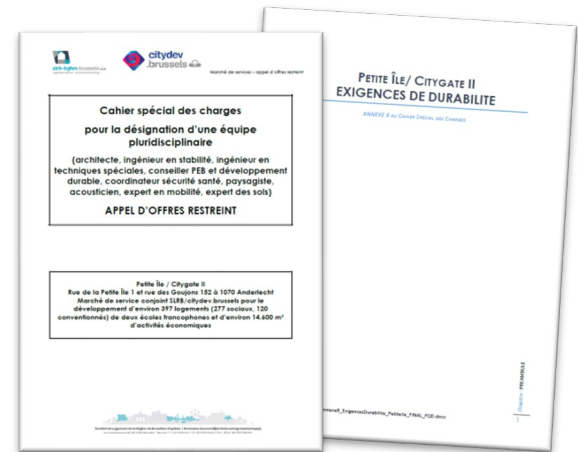 slrb-bghm.brussels
citydev
.brussels
Marché de services – appel d'offres restreint
Cahier spécial des charges
pour la désignation d'une équipe
pluridisciplinaire
(architecte, ingénieur en stabilité, ingénieur en
techniques spéciales, conseiller PEB et développement
durable, coordinateur sécurité santé, paysagiste,
acousticien, expert en mobilité, expert des sols)
APPEL D'OFFRES RESTREINT
Petite Île / Citygate II
Rue de la Petite Île 1 et rue des Goujons 152 à 1070 Anderlecht
Marché de service conjoint SLRB/citydev.brussels pour le
développement d'environ 397 logements (277 sociaux, 120
conventionnés) de deux écoles francophones et d'environ 14.600 m²
d'activités économiques
PETITE ÎLE/ CITYGATE II
EXIGENCES DE DURABILITE
ANNEXE 8 AU CAHIER SPÉCIAL DES CHARGES
Chapitre : PREAMBULE